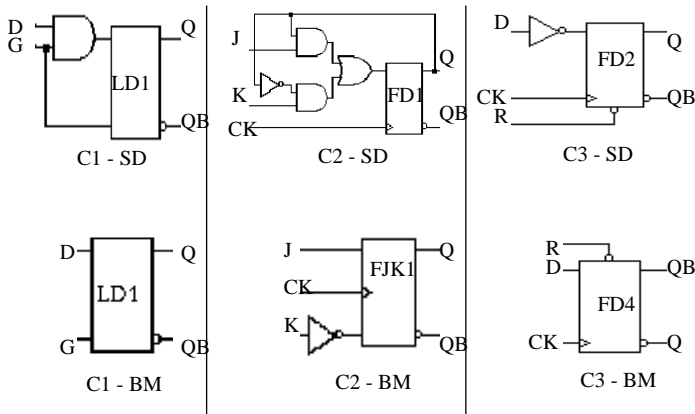 D
G
LD1
Q
QB
C1 - SD
J
K
CK
FD1
Q
QB
C2 - SD
D
CK
R
FD2
Q
QB
C3 - SD
D
G
LD1
Q
QB
C1 - BM
J
CK
K
FJK1
Q
QB
C2 - BM
R
D
CK
FD4
QB
Q
C3 - BM